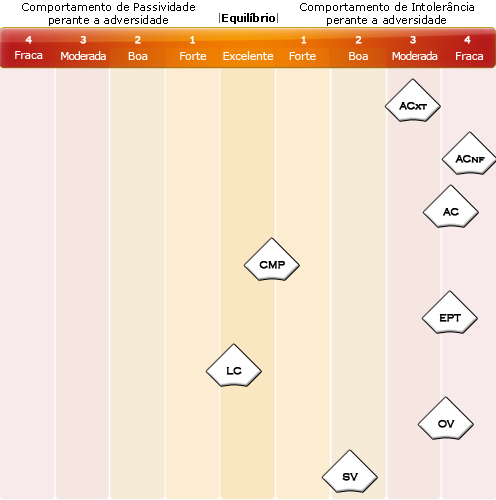 Comportamento de Passividade
perante a adversidade
|Equilíbrio|
Comportamento de Intolerância
perante a adversidade
4 3 2 1 1 2 3 4
Fraca Moderada Boa Forte Excelente Forte Boa Moderada Fraca
ACXT
ACNF
AC
CMP
EPT
LC
OV
SV